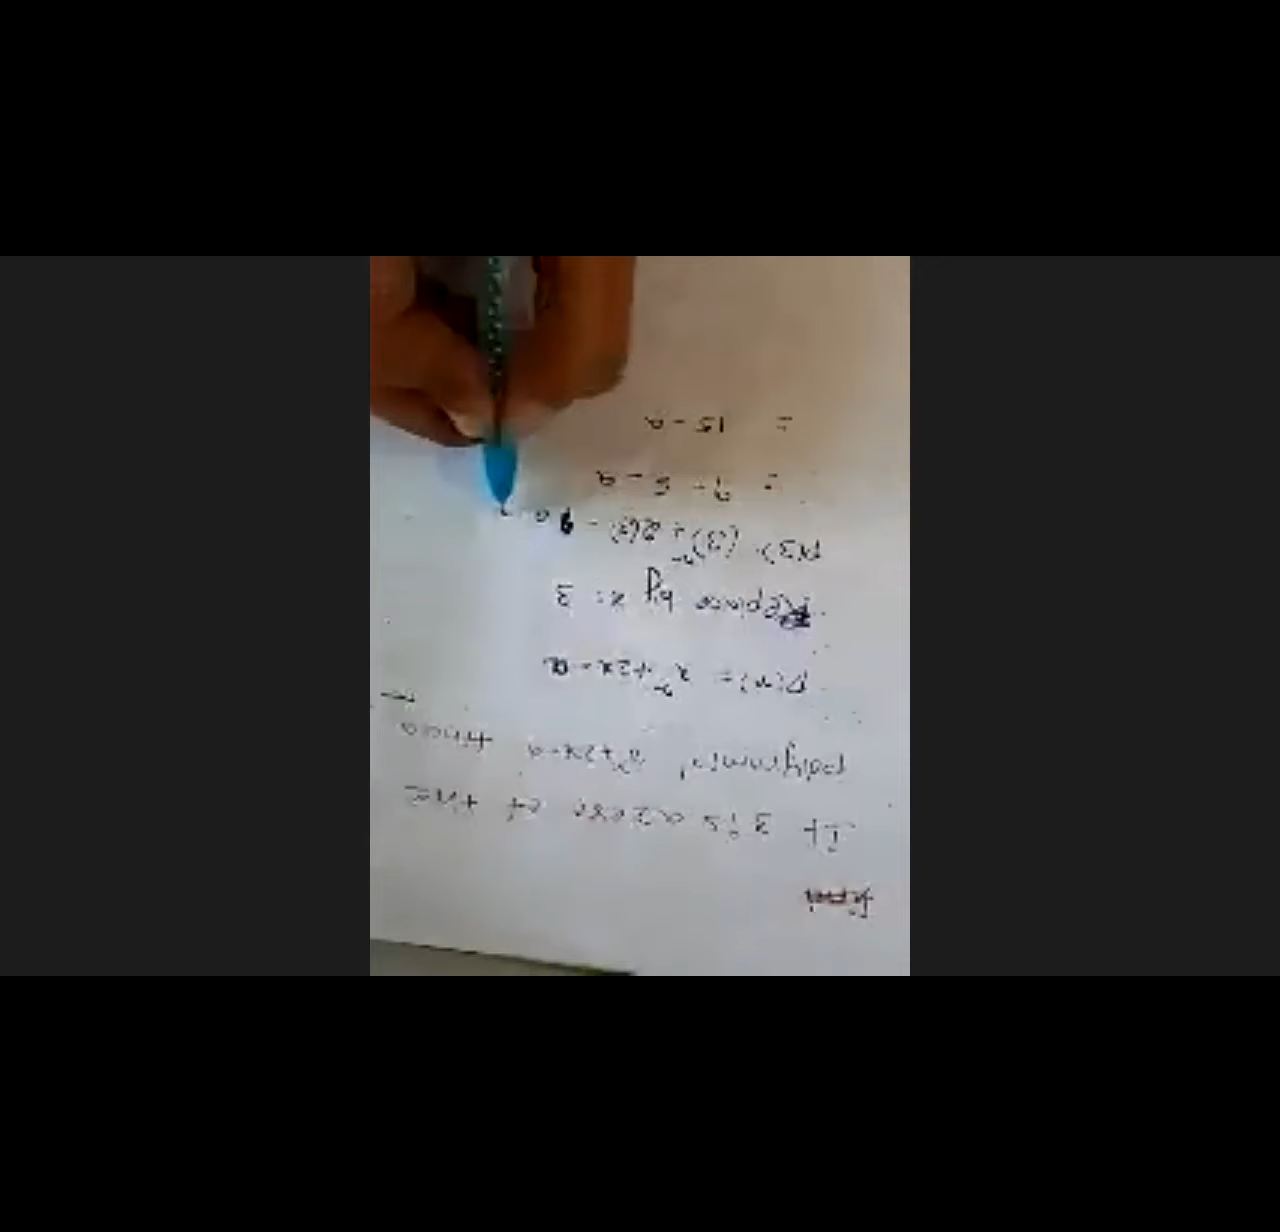 If 3 is a zero of the
polynomial x²+2x-a
p(x) = x²+2x-a
Replace by x = 3
p(3) = (3)²+2(3) -
= 9 - 6 - a
= 15 - a